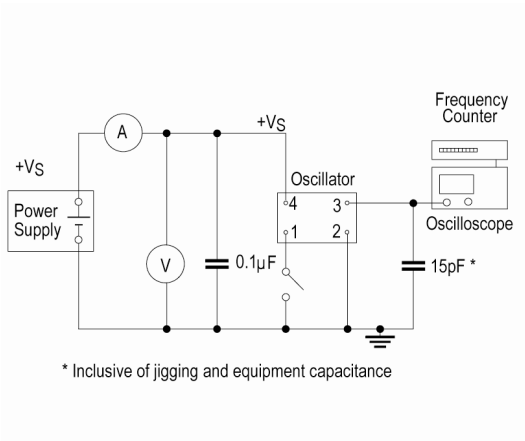 Frequency
Counter
A
+VS
+VS
Oscillator
Power
Supply
4 3
1 2
Oscilloscope
V
0.1µF
15pF *
* Inclusive of jigging and equipment capacitance